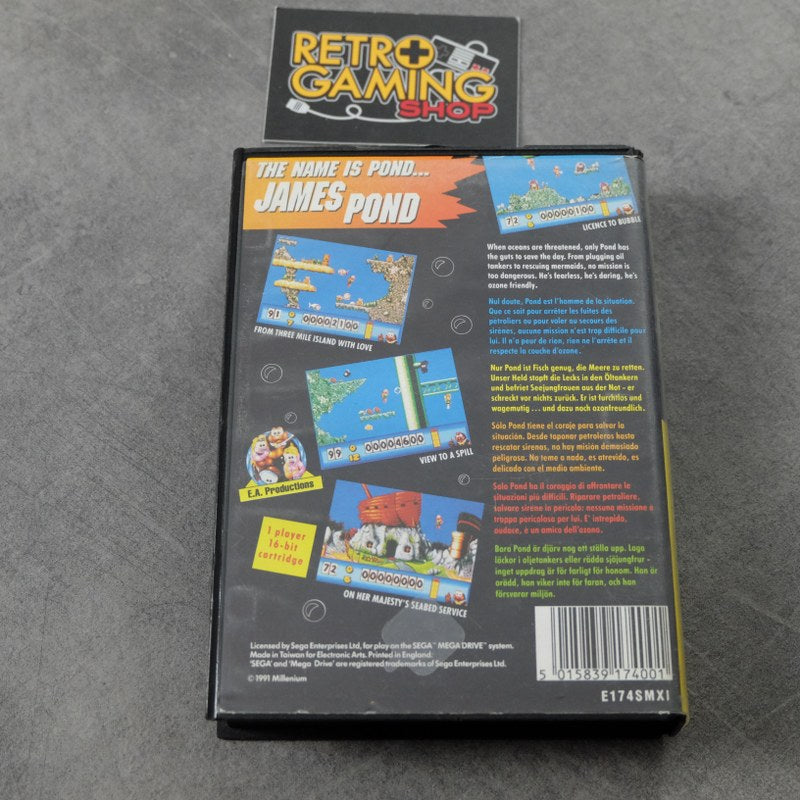 RETRO
GAMING
SHOP
THE NAME IS POND...
JAMES POND
72 00000100
LICENCE TO BUBBLE
91 00002100
FROM THREE MILE ISLAND WITH LOVE
99 12 00004600
VIEW TO A SPILL
E.A. Productions
1 player
16-bit
cartridge
72 00000000
ON HER MAJESTY'S SEABED SERVICE
When oceans are threatened, only Pond has
the guts to save the day. From plugging oil
tankers to rescuing mermaids, no mission is
too dangerous. He's fearless, he's daring, he's
ozone friendly.
Nul doute, Pond est l'homme de la situation.
Que ce soit pour arrêter les fuites des
petroliers ou pour voler au secours des
sirènes, aucuna mission n'est trop difficile pour
lui. Il n'a peur de rien, rien ne l'arrête et il
respecte la couche d'ozone.
Nur Pond ist Fisch genug, die Meere zu retten.
Unser Held stopft die Lecks in den Öltankern
und befriet Seejungfrauen aus der Not - er
schreckt vor nichts zurück. Er ist furchtlos und
wagemutig ... und dazu noch ozonfreundlich.
Sólo Pond tiene el coraje para salvar la
situación. Desde taponar petroleros hasta
rescatar sirenas, no hay misión demasiado
peligrosa. No teme a nada, es atrevido, es
delicado con el medio ambiente.
Solo Pond ha il coraggio di affrontare le
situazioni più difficili. Riparare petroliere,
salvare sirene in pericolo: nessuna missione è
troppo pericolosa per lui. E' intrepido,
audace, è un amico dell'ozono.
Bara Pond är djärv nog att ställa upp. Laga
läckor i oljetankers eller rädda sjöjungfrur -
inget uppdrag är för farligt för honom. Han är
orädd, han viker inte för faran, och han
försvarar miljön.
Licensed by Sega Enterprises Ltd, for play on the SEGA™ MEGA DRIVE™ system.
Made in Taiwan for Electronic Arts. Printed in England.
'SEGA' and 'Mega Drive' are registered trademarks of Sega Enterprises Ltd.
© 1991 Millenium
5 015839 174001
E174SMXI